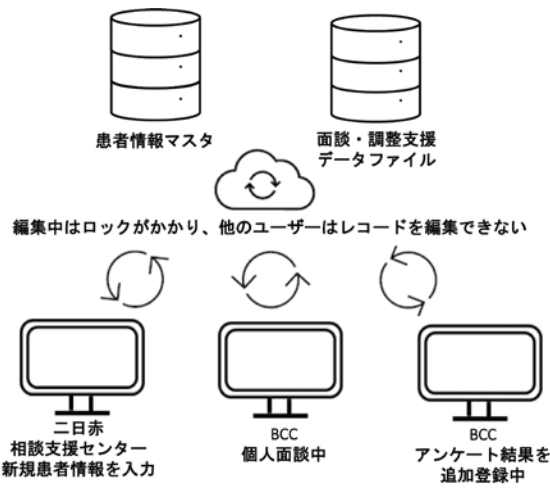 患者情報マスタ
面談・調整支援
データファイル
編集中はロックがかかり、他のユーザーはレコードを編集できない
二日赤
相談支援センター
新規患者情報を入力
BCC
個人面談中
BCC
アンケート結果を
追加登録中